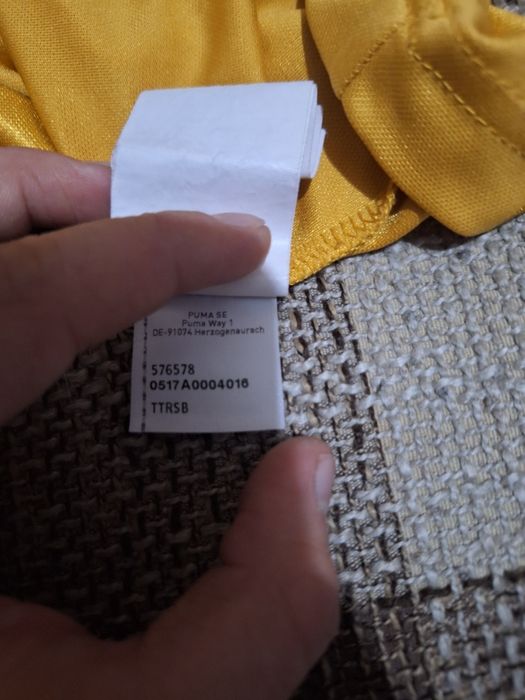 PUMA SE
Puma Way 1
DE-91074 Herzogenaurach
576578
0517A0004016
TTRSB